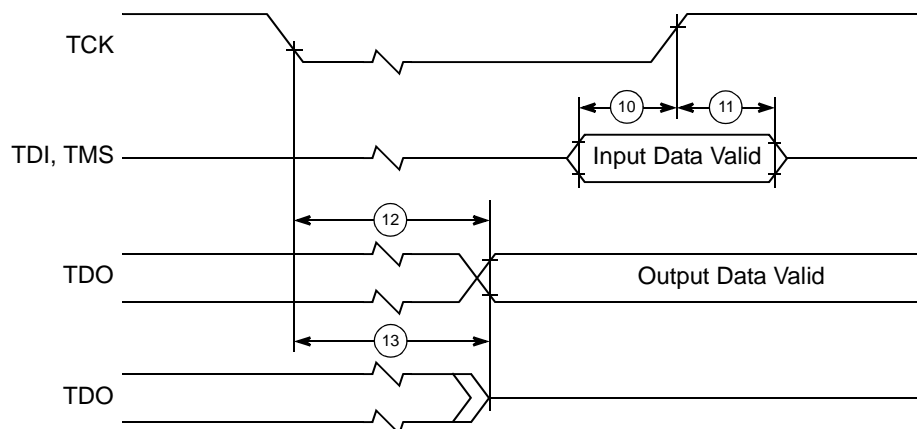 TCK
10
11
TDI, TMS
Input Data Valid
12
TDO
Output Data Valid
13
TDO